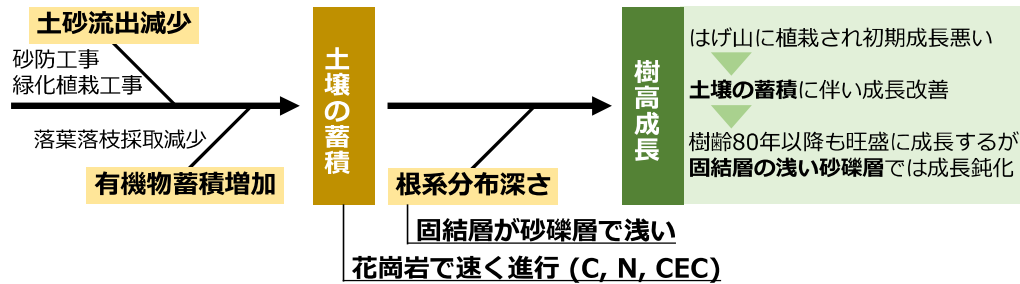 土砂流出減少
砂防工事
緑化植栽工事
落葉落枝採取減少
有機物蓄積増加
土壌の蓄積
根系分布深さ
固結層が砂礫層で浅い
花崗岩で速く進行 (C, N, CEC)
樹高成長
はげ山に植栽され初期成長悪い
土壌の蓄積に伴い成長改善
樹齢80年以降も旺盛に成長するが
固結層の浅い砂礫層では成長鈍化